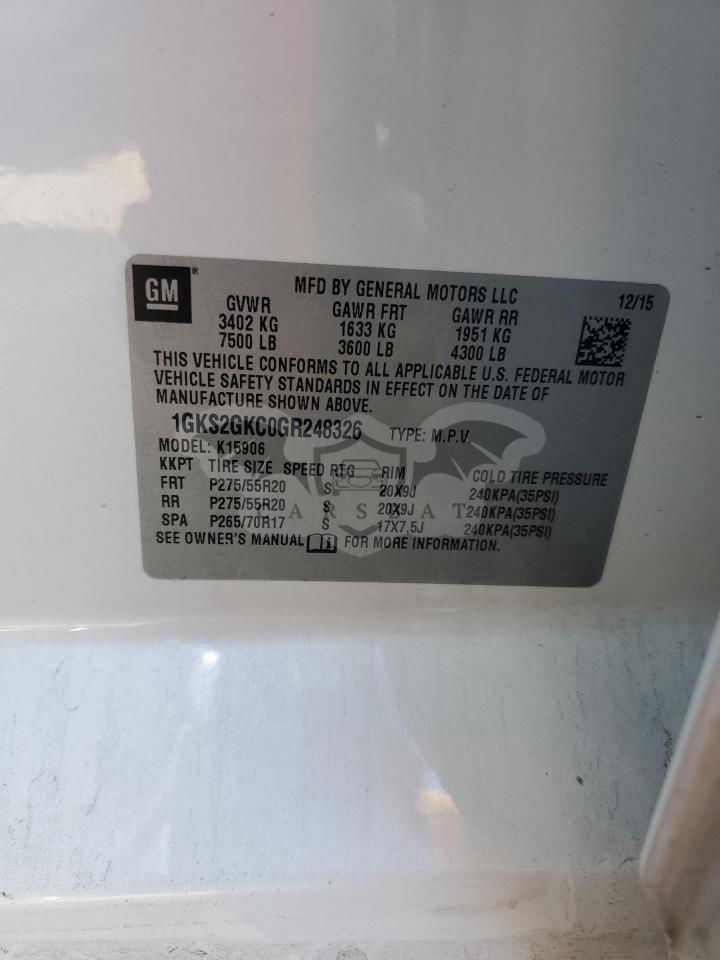 GM
®
MFD BY GENERAL MOTORS LLC
12/15
GVWR GAWR FRT GAWR RR
3402 KG 1633 KG 1951 KG
7500 LB 3600 LB 4300 LB
THIS VEHICLE CONFORMS TO ALL APPLICABLE U.S. FEDERAL MOTOR
VEHICLE SAFETY STANDARDS IN EFFECT ON THE DATE OF
MANUFACTURE SHOWN ABOVE.
1GKS2GKC0GR248326 TYPE: M.P.V.
MODEL: K15906
KKPT TIRE SIZE SPEED RTG RIM COLD TIRE PRESSURE
FRT P275/55R20 S 20X9J 240KPA(35PSI)
RR P275/55R20 S 20X9J 240KPA(35PSI)
CARSEAT
SPA P265/70R17 S 17X7.5J 240KPA(35PSI)
SEE OWNER'S MANUAL FOR MORE INFORMATION.